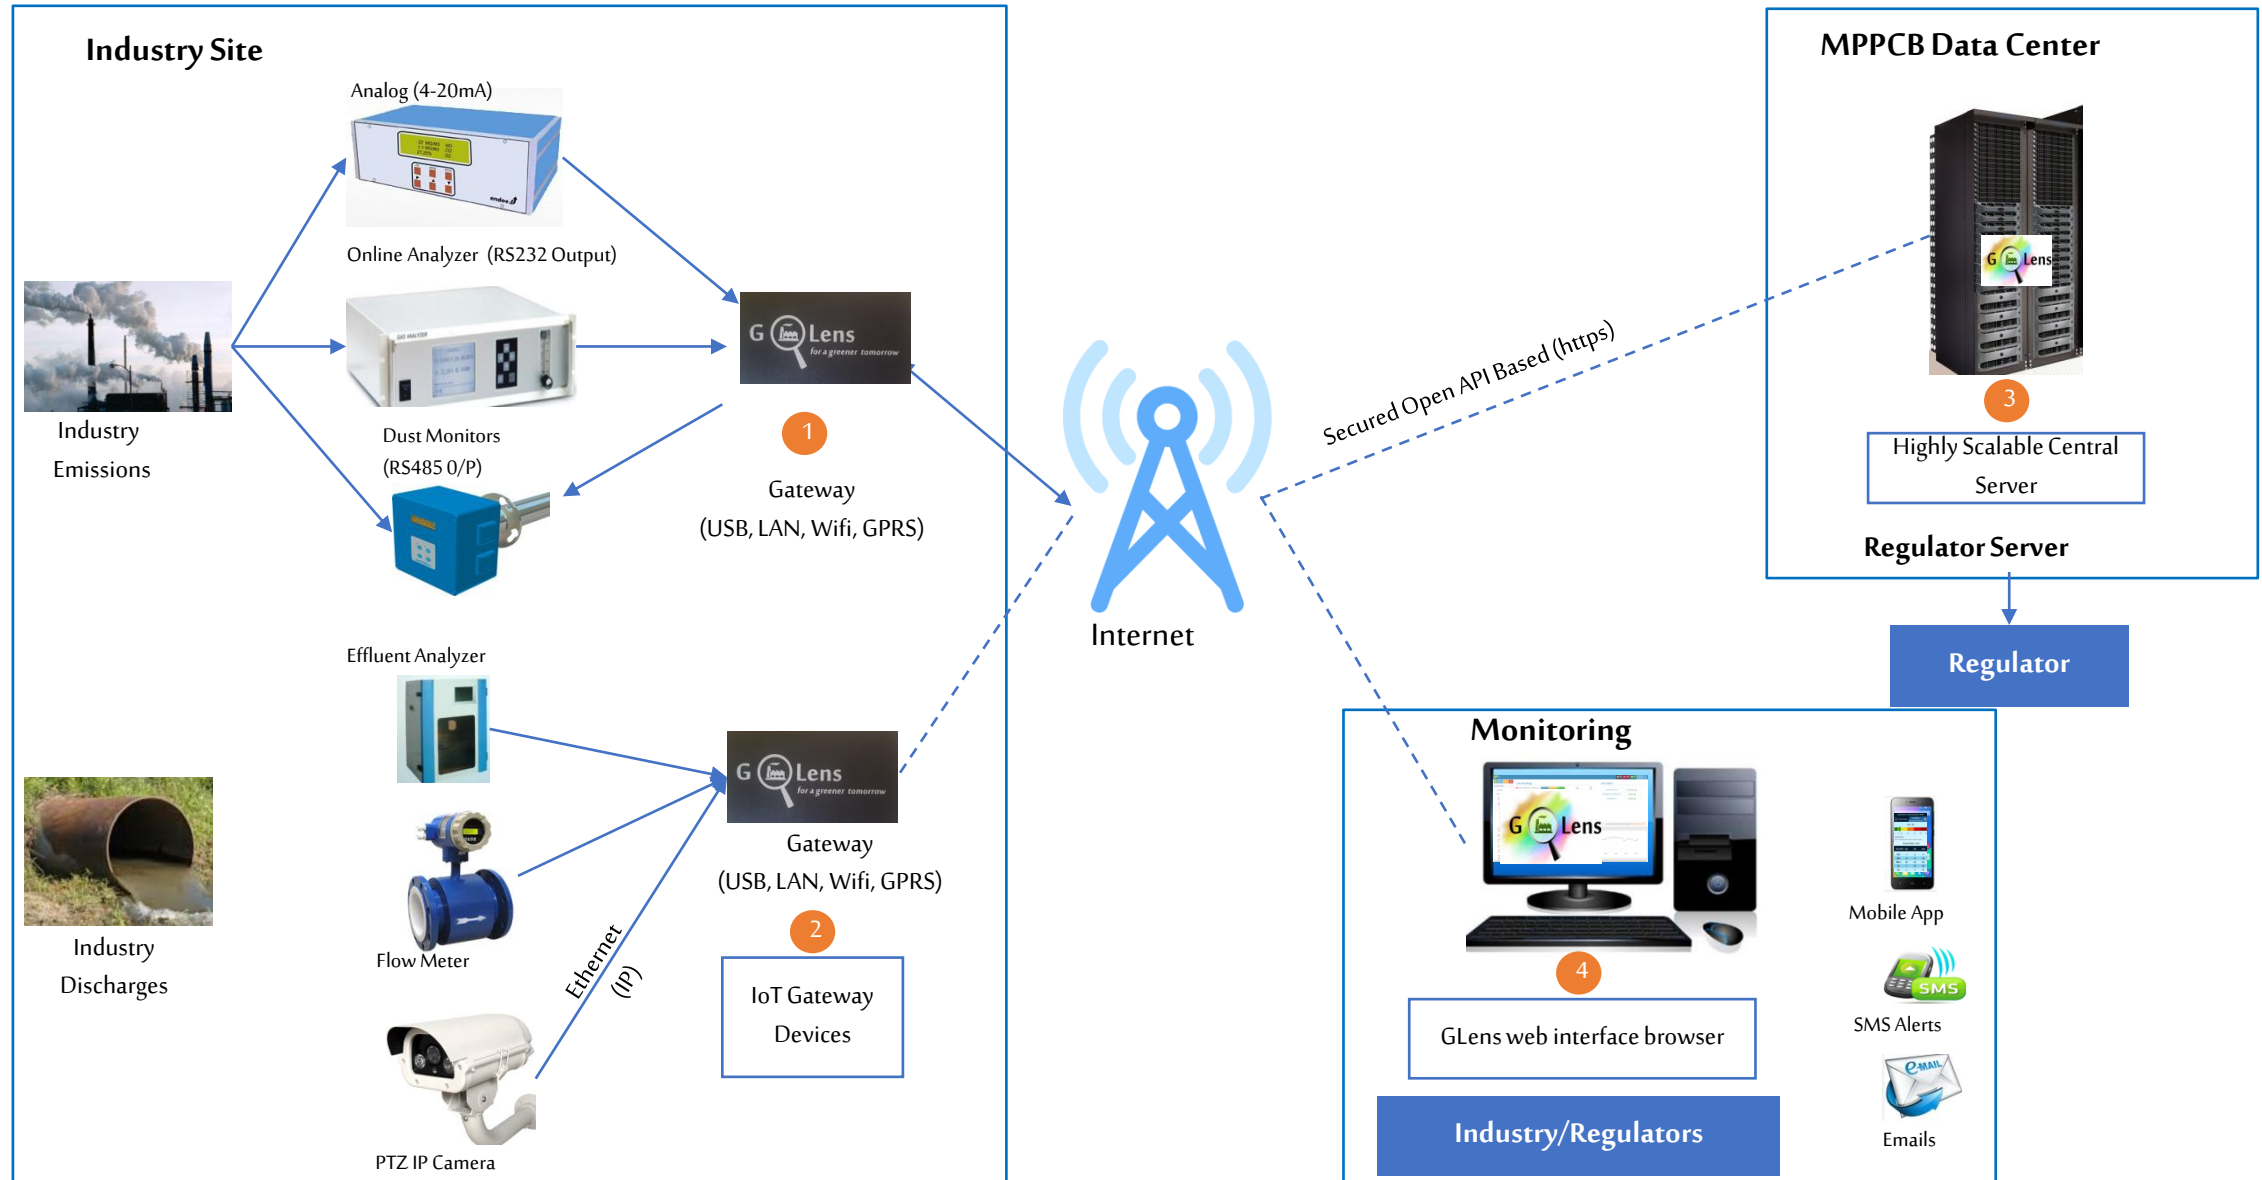 Industry Site
Analog (4-20mA)
endee
Online Analyzer (RS232 Output)
GAS ANALYZER
Industry
Emissions
Dust Monitors
(RS485 0/P)
G Lens
for a greener tomorrow
1
Gateway
(USB, LAN, Wifi, GPRS)
Effluent Analyzer
G Lens
for a greener tomorrow
Gateway
(USB, LAN, Wifi, GPRS)
2
IoT Gateway
Devices
Industry
Discharges
Flow Meter
Ethernet
(IP)
PTZ IP Camera
Internet
Secured Open API Based (https)
MPPCB Data Center
G Lens
3
Highly Scalable Central
Server
Regulator Server
Regulator
Monitoring
G Lens
4
GLens web interface browser
Industry/Regulators
Mobile App
SMS
SMS Alerts
e-MAIL
Emails